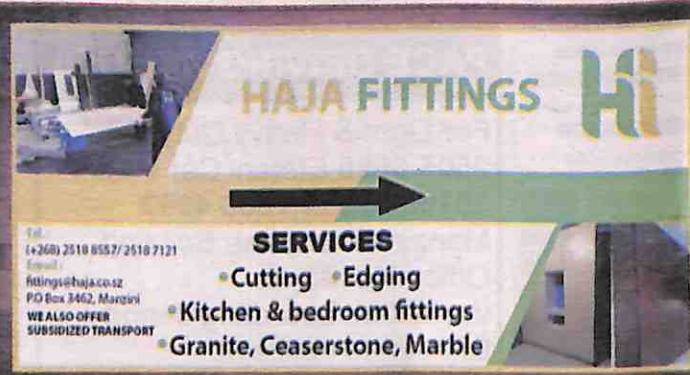 HAJA FITTINGS
Hi
Tel:
(+268) 2518 8557/ 2518 7121
Email:
fittings@haja.co.sz
P.O Box 3462, Manzini
WE ALSO OFFER
SUBSIDIZED TRANSPORT
SERVICES
•Cutting •Edging
•Kitchen & bedroom fittings
•Granite, Ceaserstone, Marble